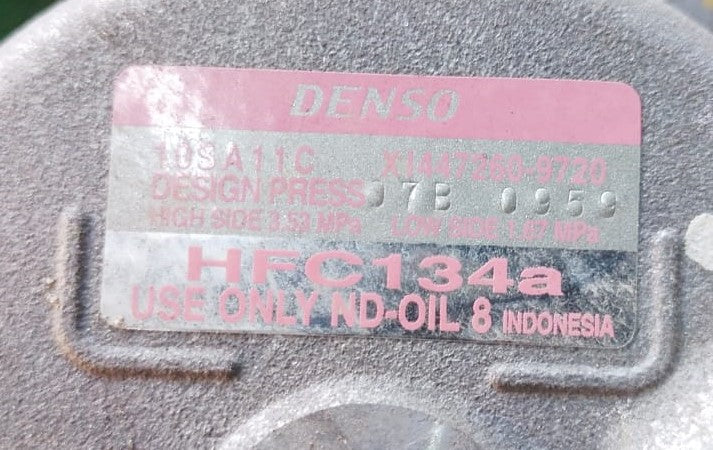 DENSO
10SA11C XI447260-9720
DESIGN PRESS 07B 0959
HIGH SIDE 3.53 MPa LOW SIDE 1.67 MPa
HFC134a
USE ONLY ND-OIL 8 INDONESIA